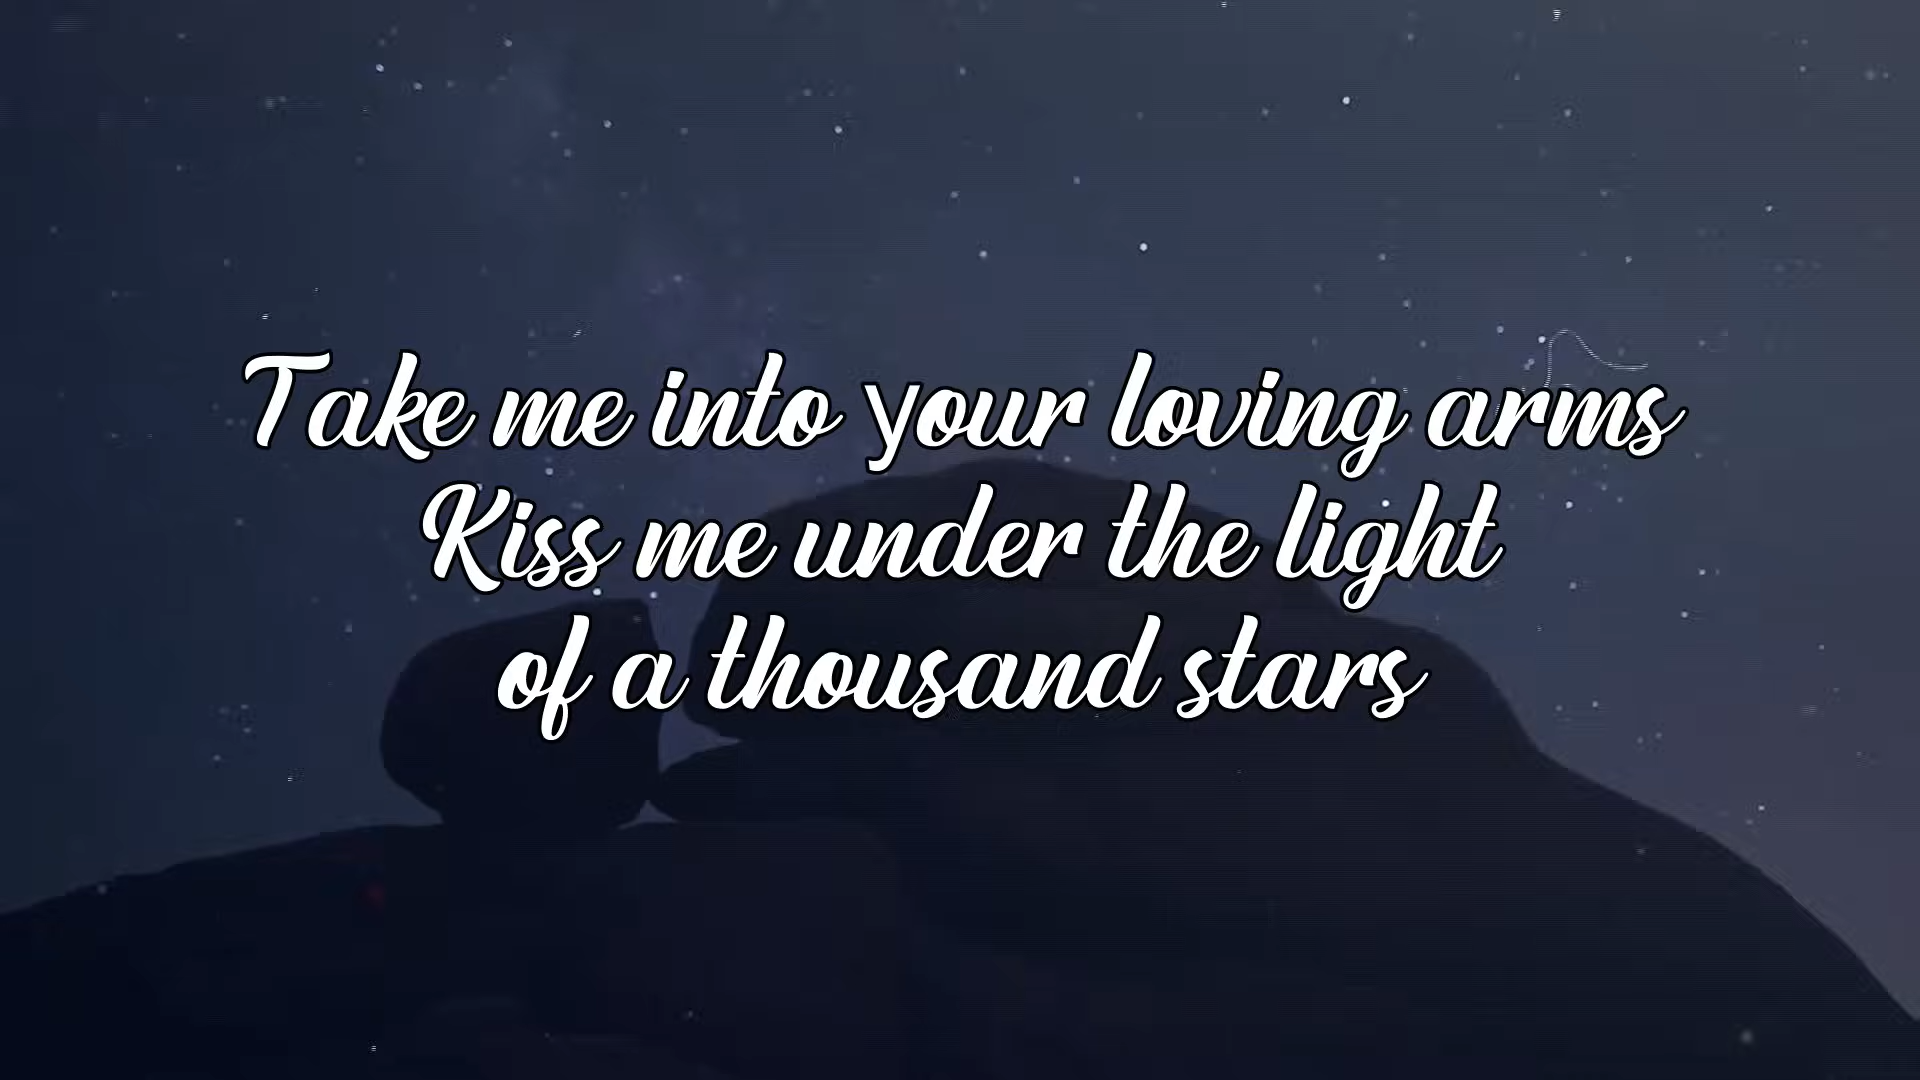 Take me into your loving arms
Kiss me under the light
of a thousand stars